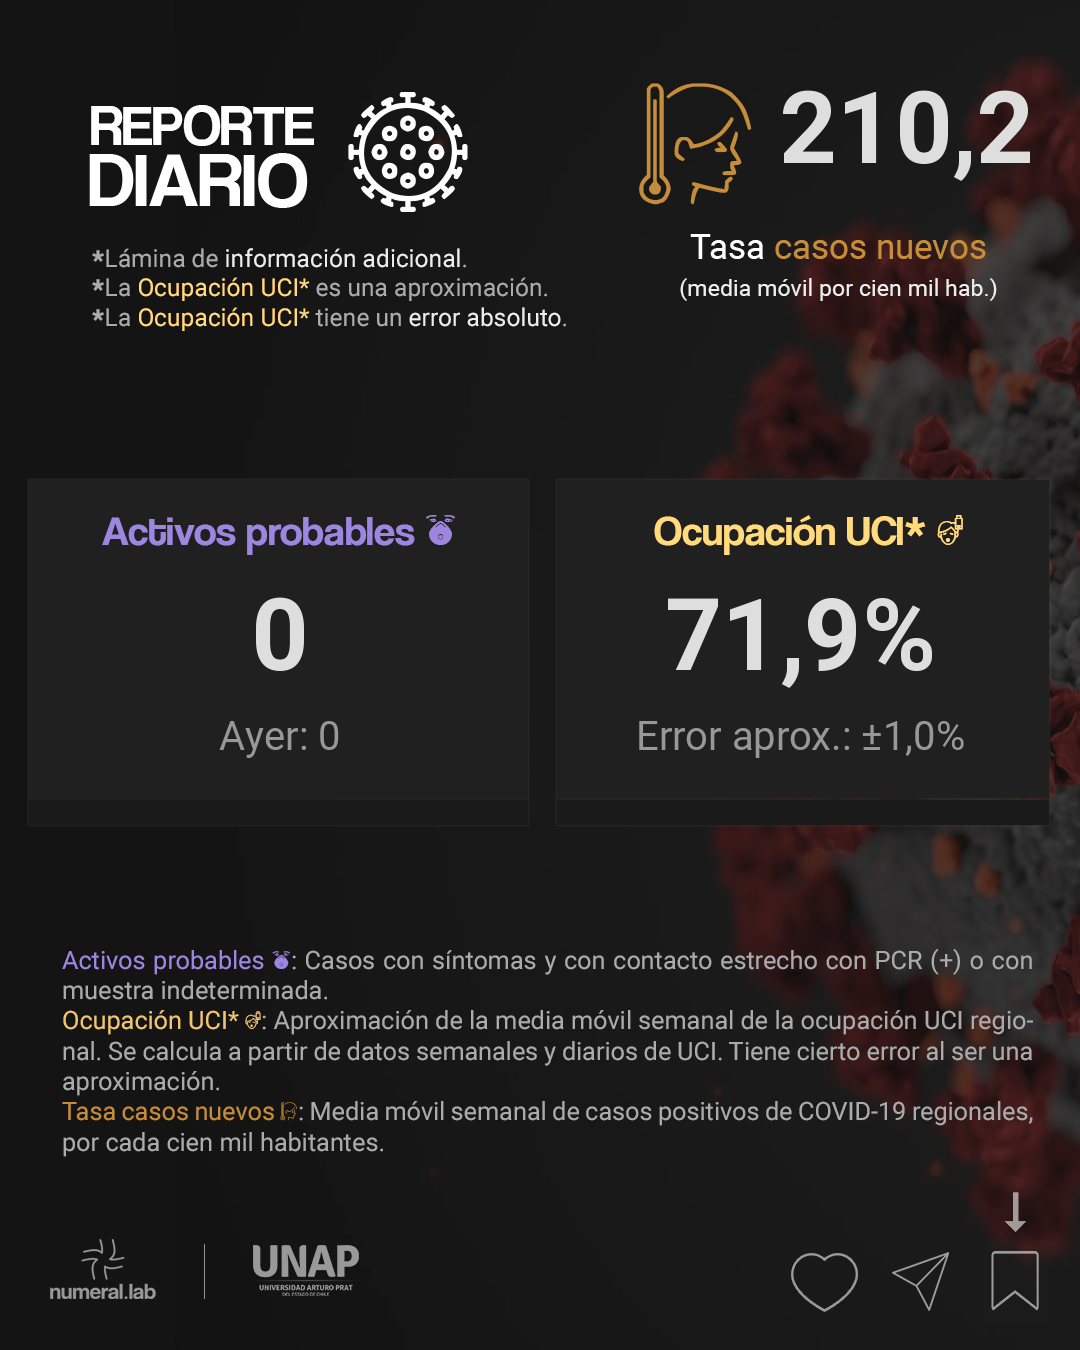 REPORTE
DIARIO
*Lámina de información adicional.
*La Ocupación UCI* es una aproximación.
*La Ocupación UCI* tiene un error absoluto.
210,2
Tasa casos nuevos
(media móvil por cien mil hab.)
Activos probables
0
Ayer: 0
Ocupación UCI*
71,9%
Error aprox.: ±1,0%
Activos probables : Casos con síntomas y con contacto estrecho con PCR (+) o con
muestra indeterminada.
Ocupación UCI* : Aproximación de la media móvil semanal de la ocupación UCI regio-
nal. Se calcula a partir de datos semanales y diarios de UCI. Tiene cierto error al ser una
aproximación.
Tasa casos nuevos : Media móvil semanal de casos positivos de COVID-19 regionales,
por cada cien mil habitantes.
numeral.lab
UNAP
UNIVERSIDAD ARTURO PRAT
DEL ESTADO DE CHILE